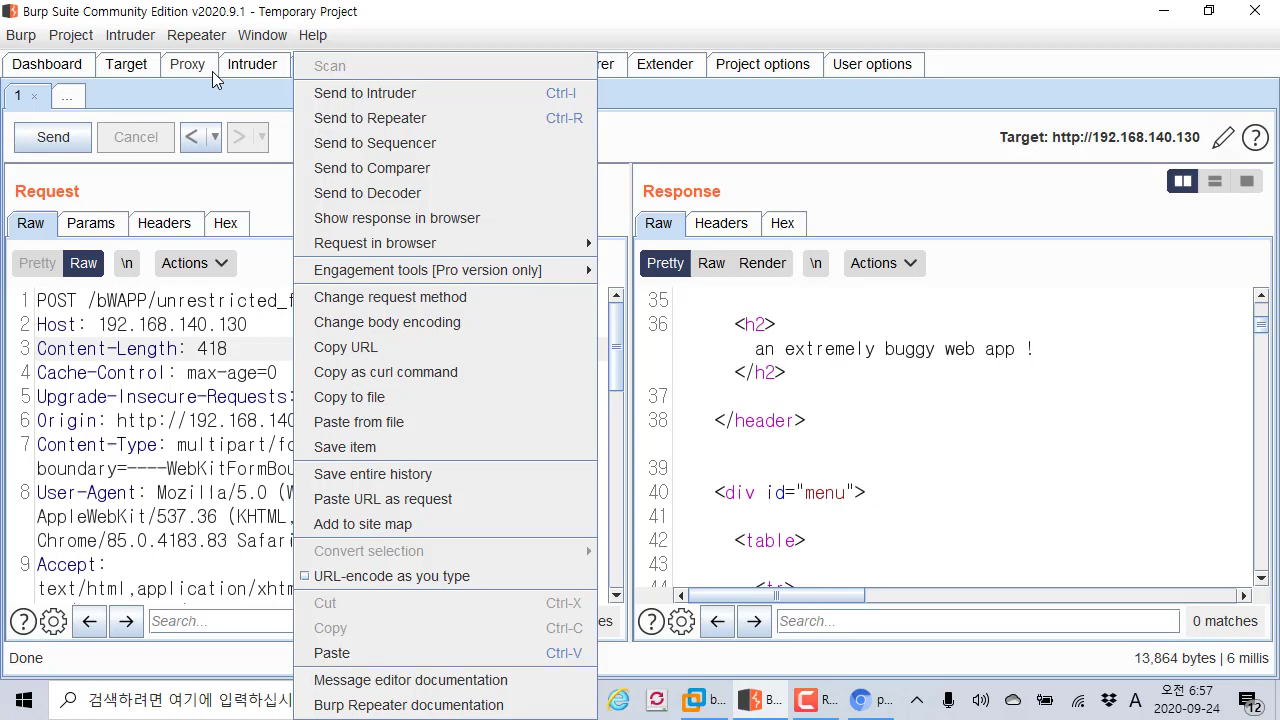 Burp Suite Community Edition v2020.9.1 - Temporary Project
Burp Project Intruder Repeater Window Help
Dashboard Target Proxy Intruder Extender Project options User options
1 × ...
Send Cancel < > Target: http://192.168.140.130 ?
Request
Raw Params Headers Hex
Pretty Raw \n Actions
1 POST /bWAPP/unrestricted_f
2 Host: 192.168.140.130
3 Content-Length: 418
4 Cache-Control: max-age=0
5 Upgrade-Insecure-Requests:
6 Origin: http://192.168.140
7 Content-Type: multipart/fo
boundary=----WebKitFormBou
8 User-Agent: Mozilla/5.0 (W
AppleWebKit/537.36 (KHTML,
Chrome/85.0.4183.83 Safari
9 Accept:
text/html,application/xhtm
? Search...
Done
Scan
Send to Intruder Ctrl-I
Send to Repeater Ctrl-R
Send to Sequencer
Send to Comparer
Send to Decoder
Show response in browser
Request in browser
Engagement tools [Pro version only]
Change request method
Change body encoding
Copy URL
Copy as curl command
Copy to file
Paste from file
Save item
Save entire history
Paste URL as request
Add to site map
Convert selection
URL-encode as you type
Cut Ctrl-X
Copy Ctrl-C
Paste Ctrl-V
Message editor documentation
Burp Repeater documentation
Response
Raw Headers Hex
Pretty Raw Render \n Actions
35
36 <h2>
an extremely buggy web app !
</h2>
37
38 </header>
39
40 <div id="menu">
41
42 <table>
43
44 <tr>
? Search... 0 matches
13,864 bytes | 6 millis
검색하려면 여기에 입력하십시
b... B... R... p... A 오전 6:57
2020-09-24 12